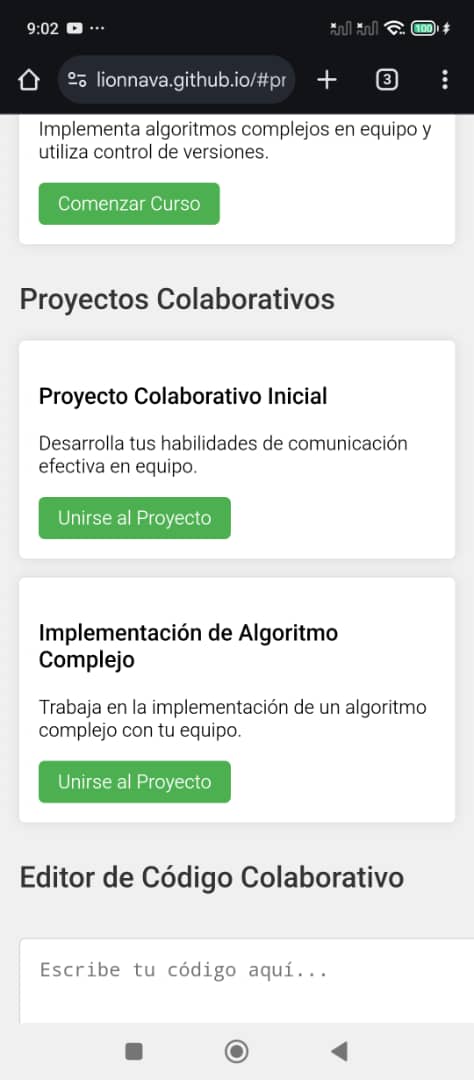 9:02
100
lionnava.github.io/#pr
3
Implementa algoritmos complejos en equipo y
utiliza control de versiones.
Comenzar Curso
Proyectos Colaborativos
Proyecto Colaborativo Inicial
Desarrolla tus habilidades de comunicación
efectiva en equipo.
Unirse al Proyecto
Implementación de Algoritmo
Complejo
Trabaja en la implementación de un algoritmo
complejo con tu equipo.
Unirse al Proyecto
Editor de Código Colaborativo
Escribe tu código aquí...